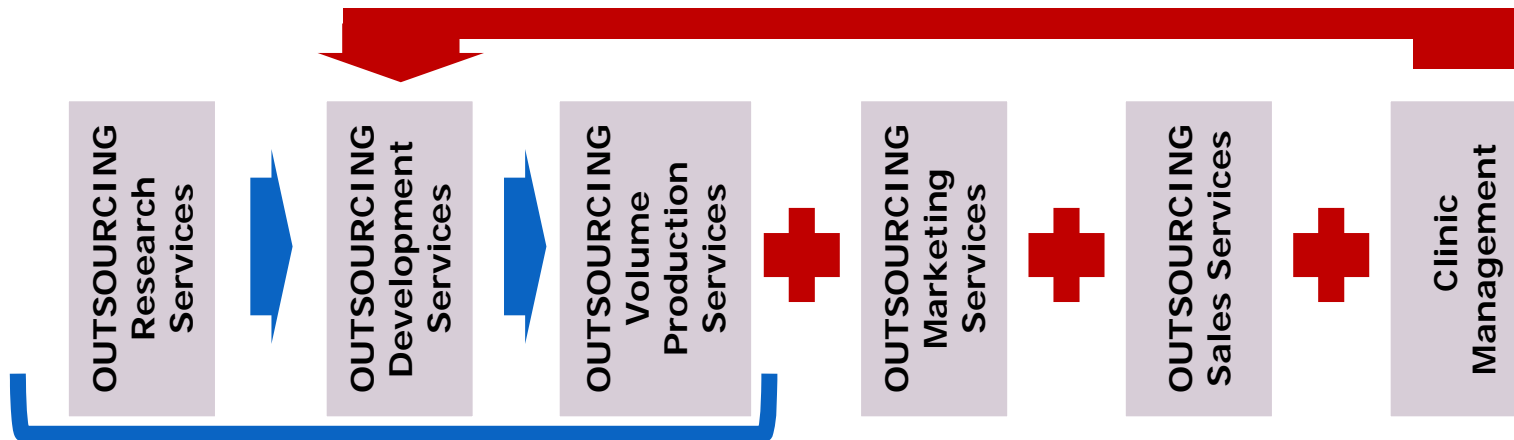 OUTSOURCING
Research
Services
OUTSOURCING
Development
Services
OUTSOURCING
Volume
Production
Services
OUTSOURCING
Marketing
Services
OUTSOURCING
Sales Services
Clinic
Management